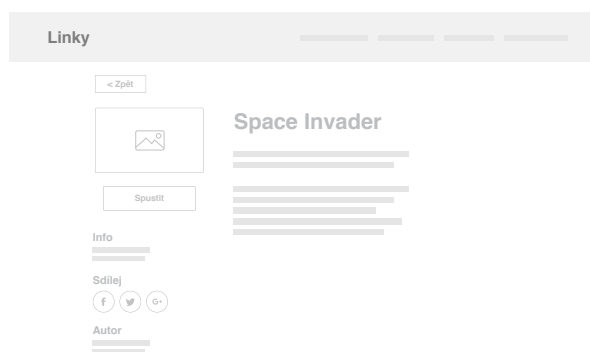 Linky
< Zpět
Space Invader
Spustit
Info
Sdílej
f
G+
Autor